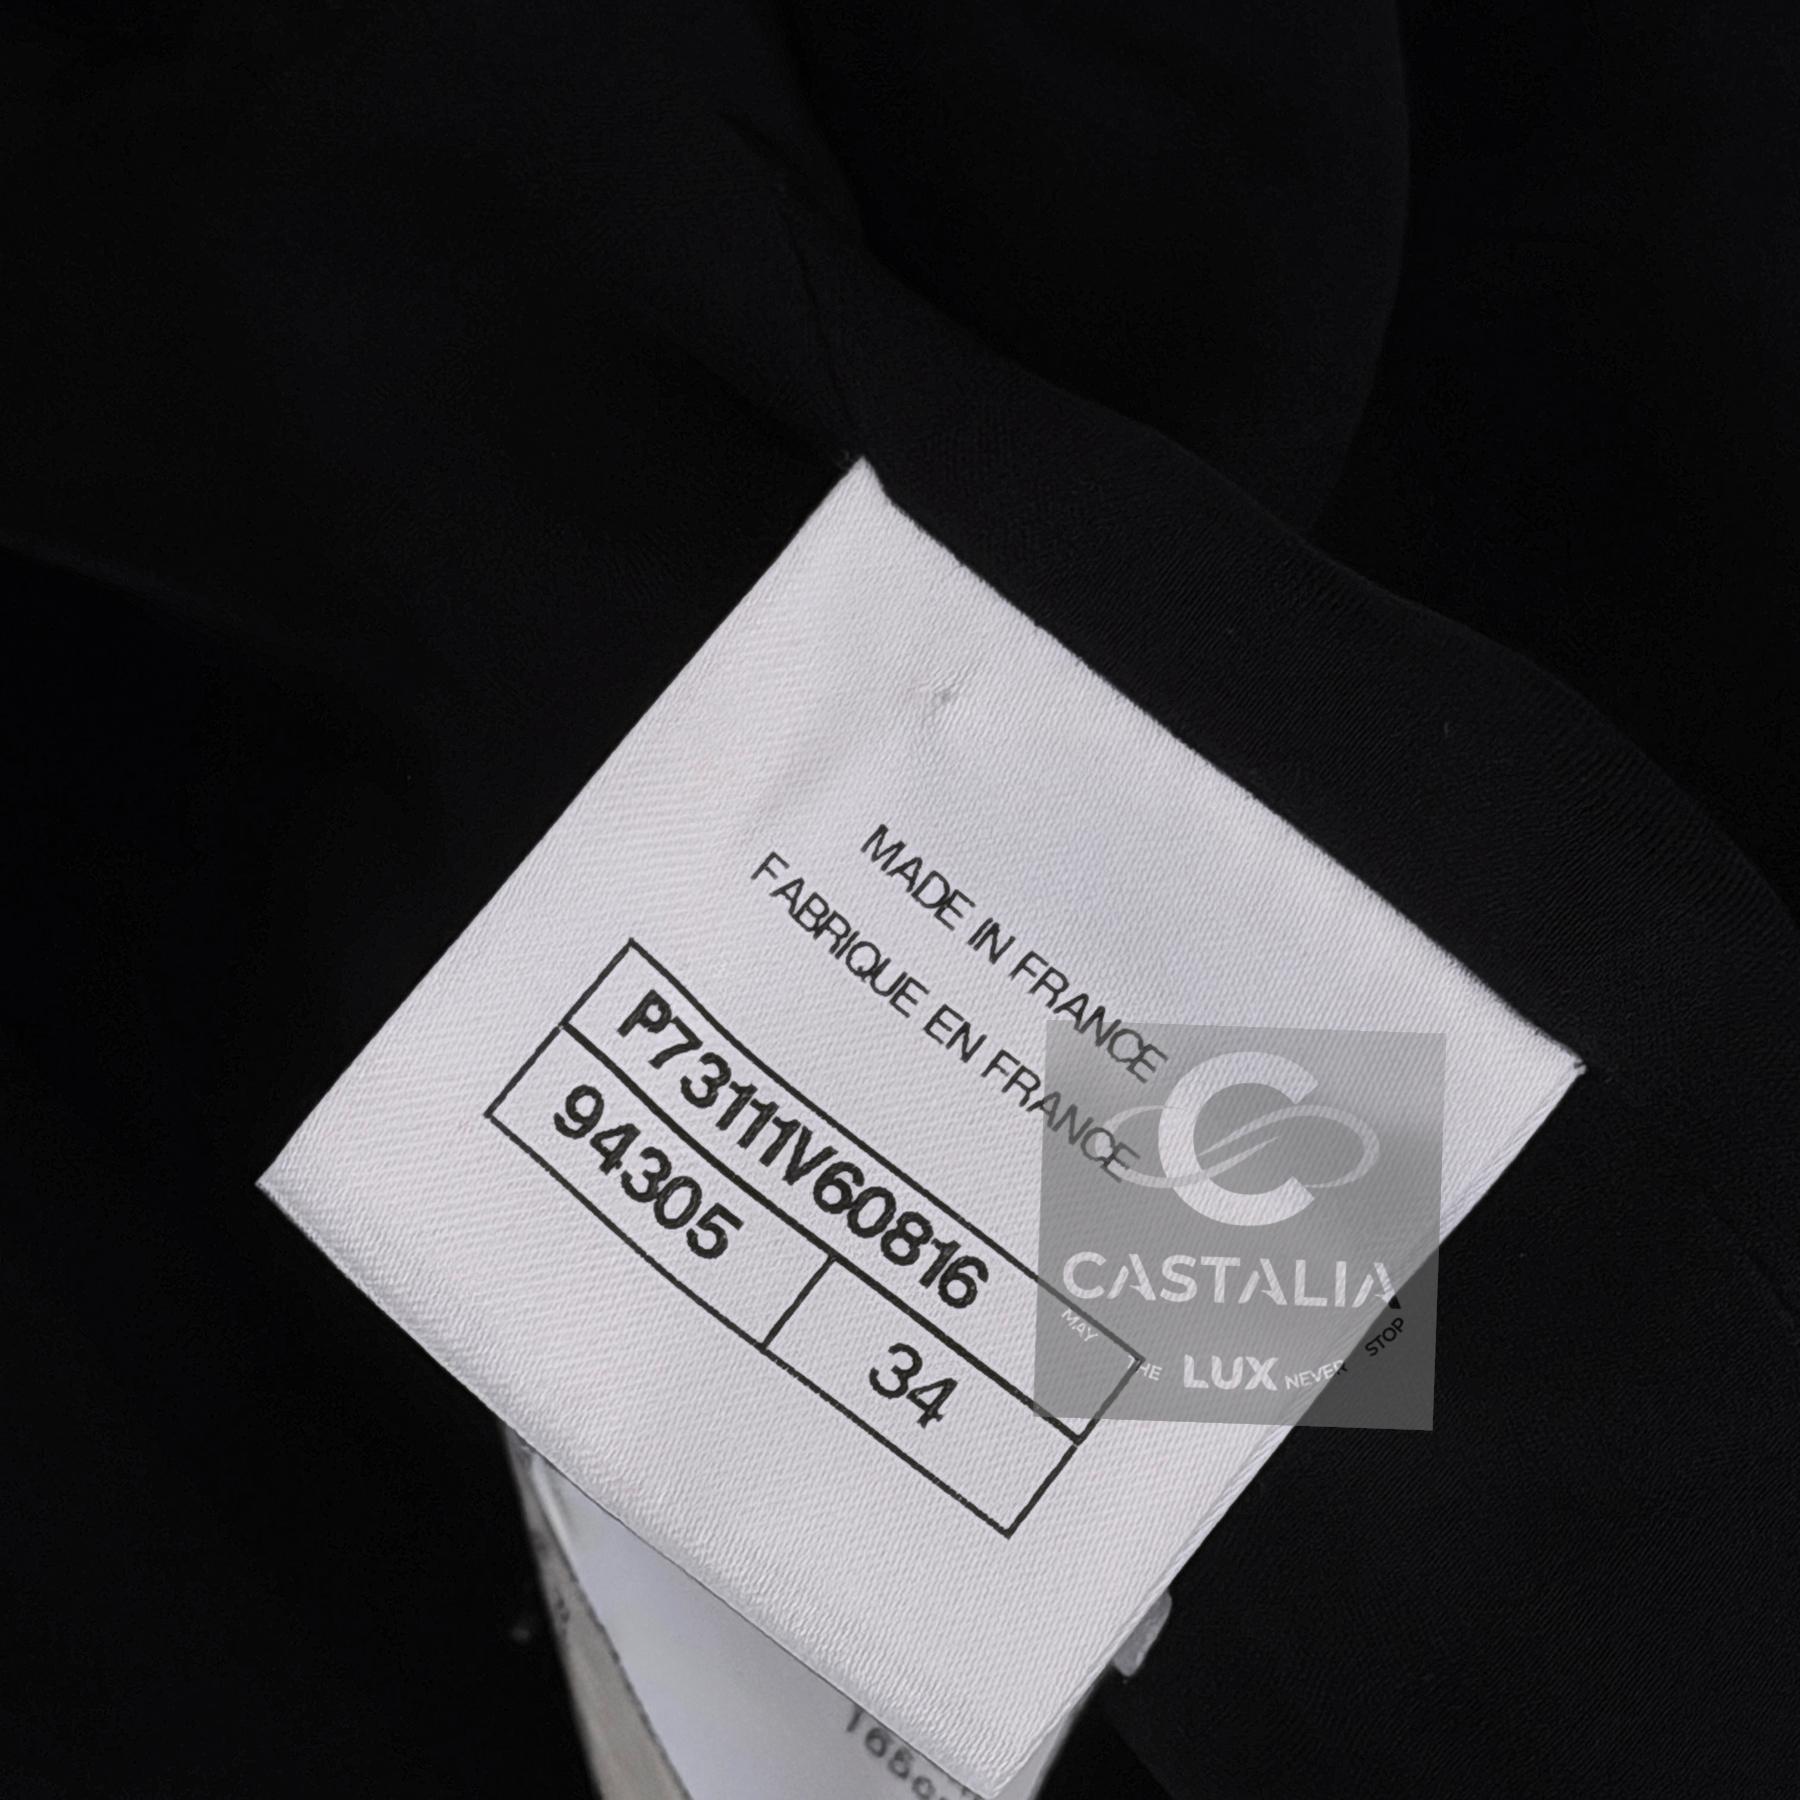 MADE IN FRANCE
FABRIQUE EN FRANCE
P73111V60816
94305
34
C
CASTALIA
MAY THE LUX NEVER STOP